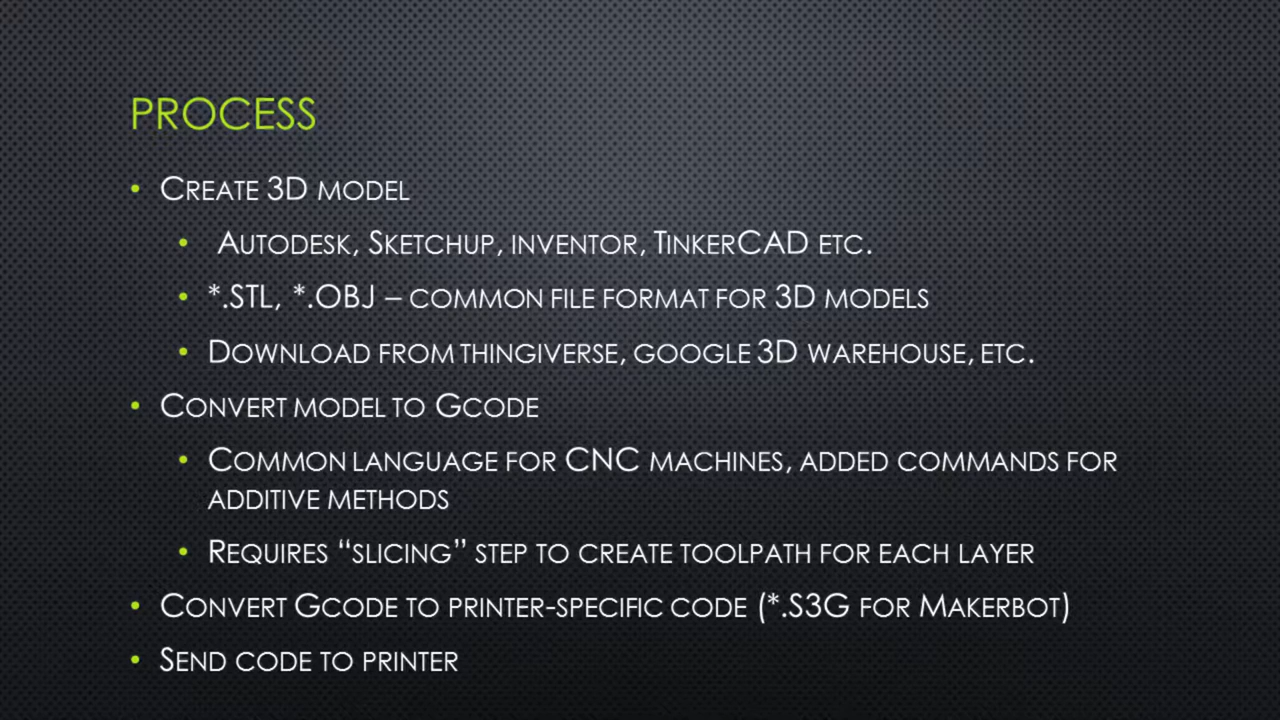 PROCESS
• CREATE 3D MODEL
• AUTODESK, SKETCHUP, INVENTOR, TINKERCAD ETC.
• *.STL, *.OBJ – COMMON FILE FORMAT FOR 3D MODELS
• DOWNLOAD FROM THINGIVERSE, GOOGLE 3D WAREHOUSE, ETC.
• CONVERT MODEL TO GCODE
• COMMON LANGUAGE FOR CNC MACHINES, ADDED COMMANDS FOR
ADDITIVE METHODS
• REQUIRES “SLICING” STEP TO CREATE TOOLPATH FOR EACH LAYER
• CONVERT GCODE TO PRINTER-SPECIFIC CODE (*.S3G FOR MAKERBOT)
• SEND CODE TO PRINTER